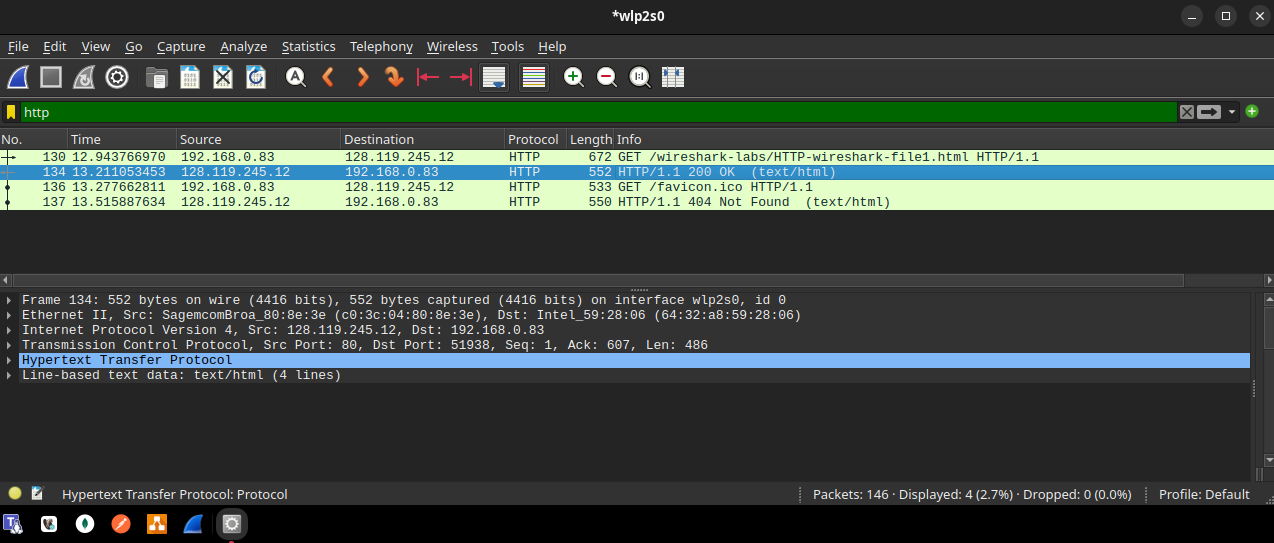 *wlp2s0
File Edit View Go Capture Analyze Statistics Telephony Wireless Tools Help
http
No. Time Source Destination Protocol Length Info
130 12.943766970 192.168.0.83 128.119.245.12 HTTP 672 GET /wireshark-labs/HTTP-wireshark-file1.html HTTP/1.1
134 13.211053453 128.119.245.12 192.168.0.83 HTTP 552 HTTP/1.1 200 OK (text/html)
136 13.277662811 192.168.0.83 128.119.245.12 HTTP 533 GET /favicon.ico HTTP/1.1
137 13.515887634 128.119.245.12 192.168.0.83 HTTP 550 HTTP/1.1 404 Not Found (text/html)
Frame 134: 552 bytes on wire (4416 bits), 552 bytes captured (4416 bits) on interface wlp2s0, id 0
Ethernet II, Src: SagemcomBroa_80:8e:3e (c0:3c:04:80:8e:3e), Dst: Intel_59:28:06 (64:32:a8:59:28:06)
Internet Protocol Version 4, Src: 128.119.245.12, Dst: 192.168.0.83
Transmission Control Protocol, Src Port: 80, Dst Port: 51938, Seq: 1, Ack: 607, Len: 486
Hypertext Transfer Protocol
Line-based text data: text/html (4 lines)
Hypertext Transfer Protocol: Protocol Packets: 146 · Displayed: 4 (2.7%) · Dropped: 0 (0.0%) Profile: Default